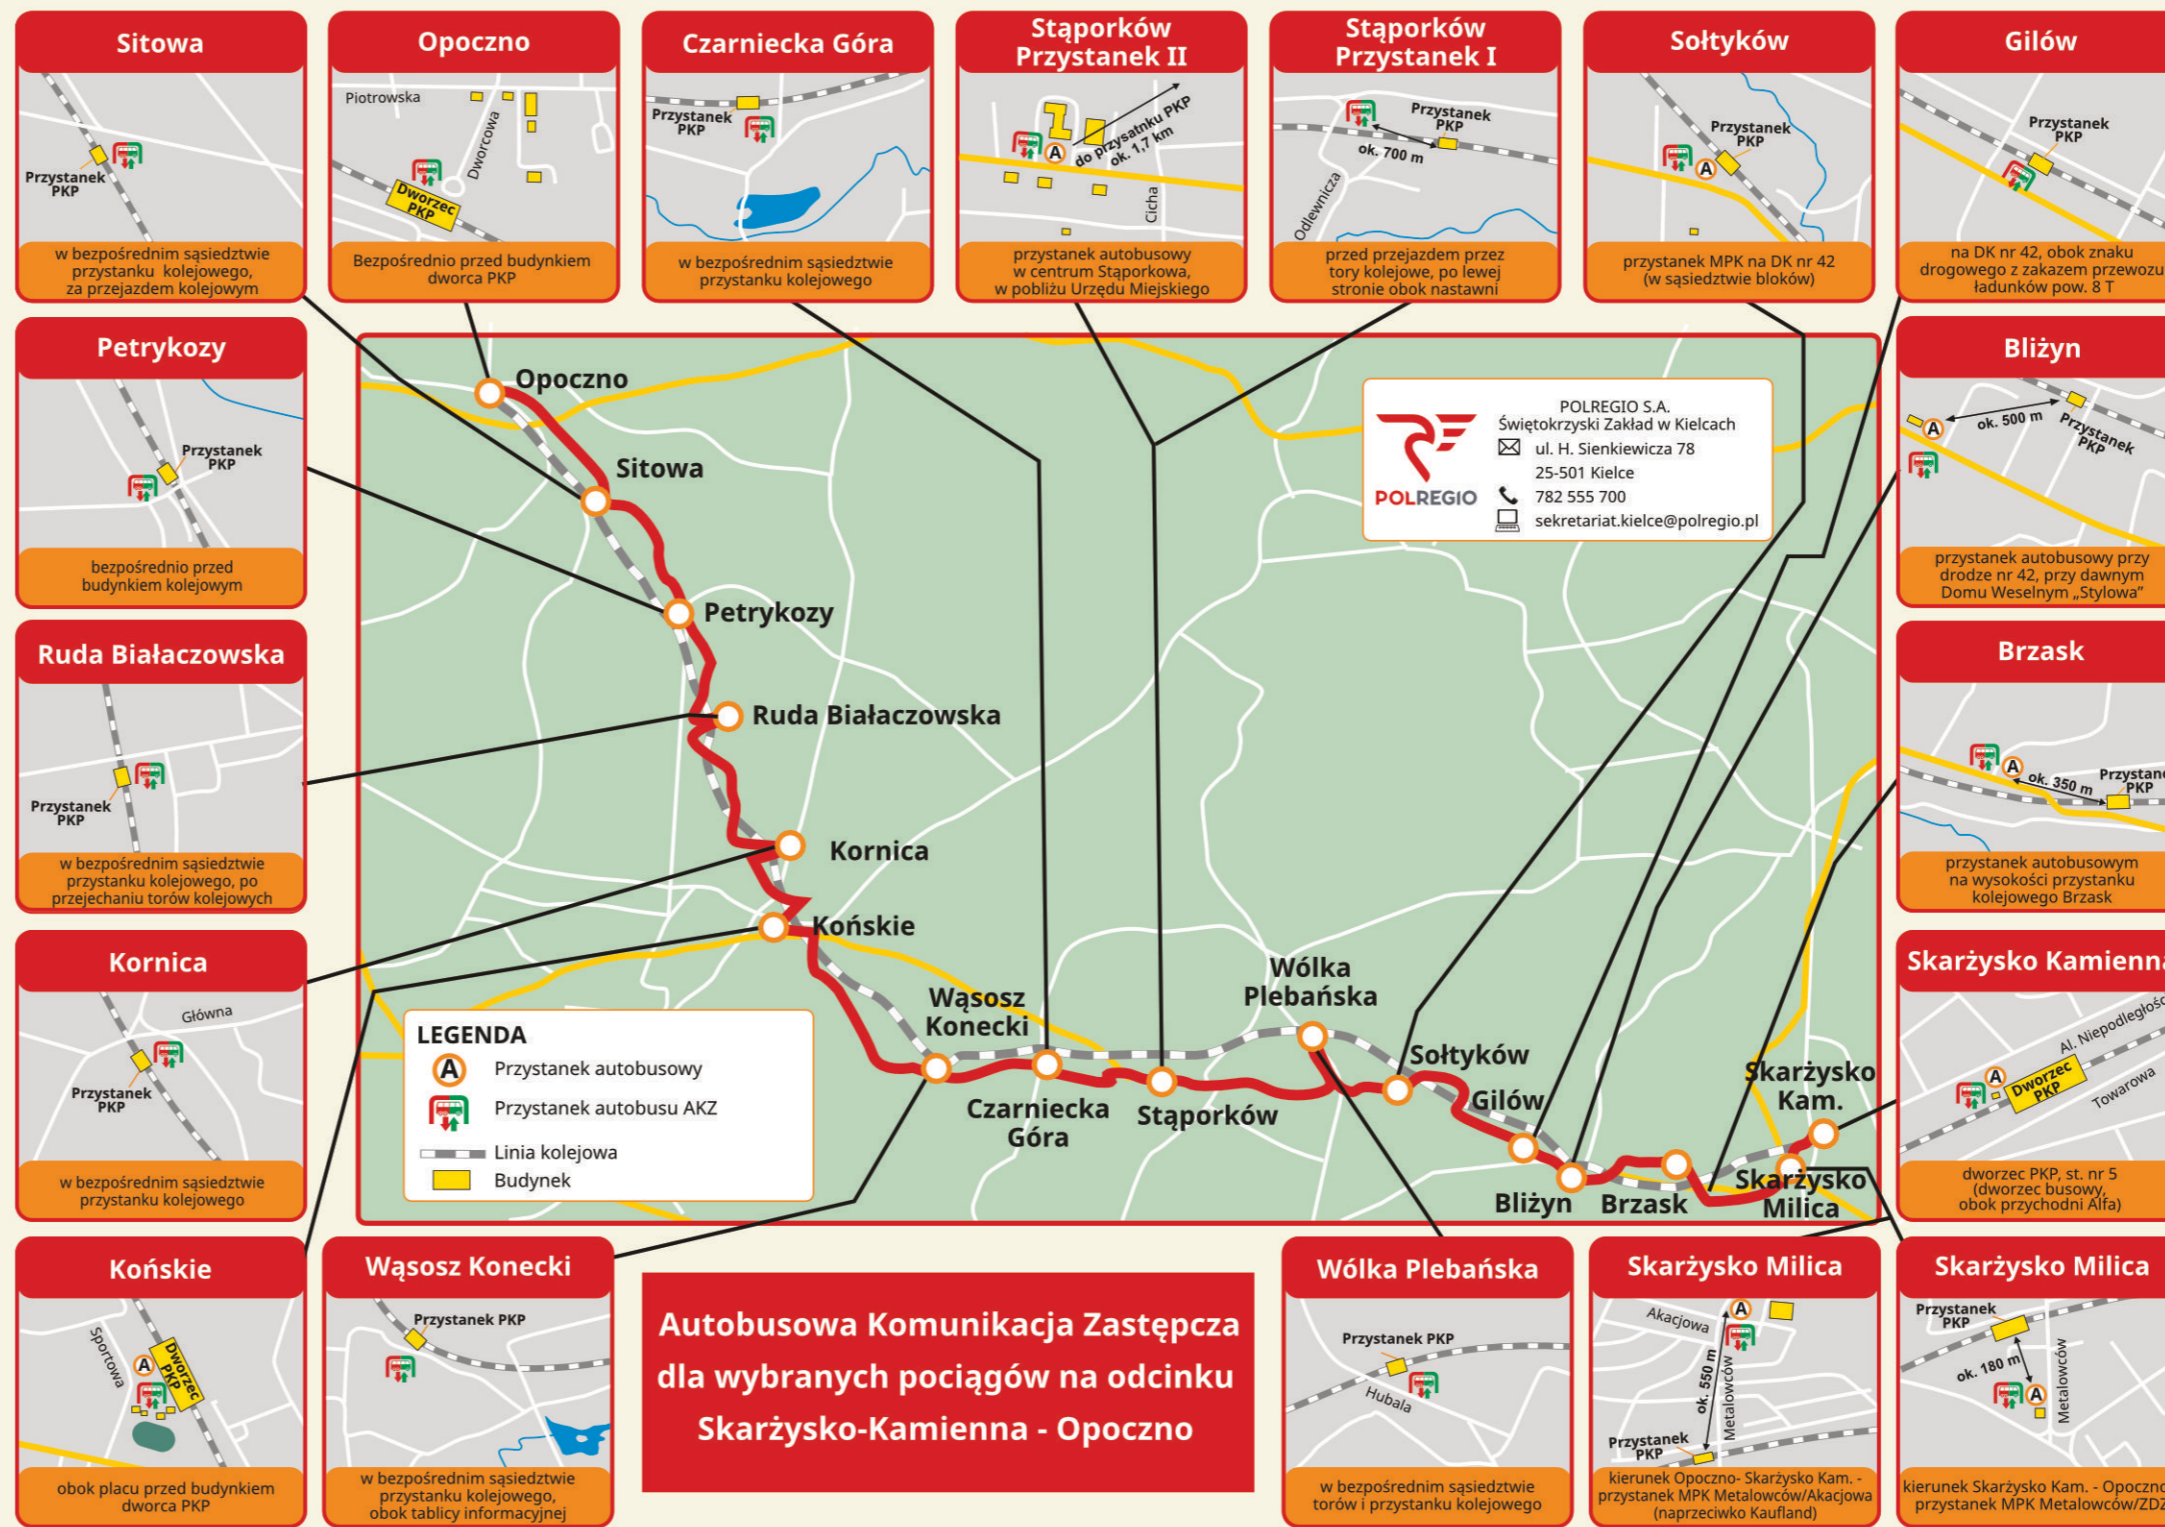 Sitowa
Przystanek
PKP
w bezpośrednim sąsiedztwie
przystanku kolejowego,
za przejazdem kolejowym
Opoczno
Piotrowska
Dworcowa
Dworzec
PKP
Bezpośrednio przed budynkiem
dworca PKP
Czarniecka Góra
Przystanek
PKP
w bezpośrednim sąsiedztwie
przystanku kolejowego
Stąporków
Przystanek II
do przysatnku PKP
ok. 1,7 km
A
Cicha
przystanek autobusowy
w centrum Stąporkowa,
w pobliżu Urzędu Miejskiego
Stąporków
Przystanek I
Przystanek
PKP
ok. 700 m
Odlewnicza
przed przejazdem przez
tory kolejowe, po lewej
stronie obok nastawni
Sołtyków
Przystanek
PKP
A
przystanek MPK na DK nr 42
(w sąsiedztwie bloków)
Gilów
Przystanek
PKP
na DK nr 42, obok znaku
drogowego z zakazem przewozu
ładunków pow. 8 T
Petrykozy
Przystanek
PKP
bezpośrednio przed
budynkiem kolejowym
Ruda Białaczowska
Przystanek
PKP
w bezpośrednim sąsiedztwie
przystanku kolejowego, po
przejechaniu torów kolejowych
Kornica
Główna
Przystanek
PKP
w bezpośrednim sąsiedztwie
przystanku kolejowego
Końskie
Sportowa
A
Dworzec
PKP
obok placu przed budynkiem
dworca PKP
Opoczno
Sitowa
Petrykozy
Ruda Białaczowska
Kornica
Końskie
Wąsosz
Konecki
Czarniecka
Góra
Stąporków
Wólka
Plebańska
Sołtyków
Gilów
Bliżyn
Brzask
Skarżysko
Milica
Skarżysko
Kam.
POLREGIO
POLREGIO S.A.
Świętokrzyski Zakład w Kielcach
ul. H. Sienkiewicza 78
25-501 Kielce
782 555 700
sekretariat.kielce@polregio.pl
LEGENDA
A Przystanek autobusowy
Przystanek autobusu AKZ
Linia kolejowa
Budynek
Bliżyn
A
ok. 500 m
Przystanek
PKP
przystanek autobusowy przy
drodze nr 42, przy dawnym
Domu Weselnym „Stylowa”
Brzask
A
ok. 350 m
Przystane
PKP
przystanek autobusowym
na wysokości przystanku
kolejowego Brzask
Skarżysko Kamienna
Al. Niepodległości
A
Dworzec
PKP
Towarowa
dworzec PKP, st. nr 5
(dworzec busowy,
obok przychodni Alfa)
Wąsosz Konecki
Przystanek PKP
w bezpośrednim sąsiedztwie
przystanku kolejowego,
obok tablicy informacyjnej
Autobusowa Komunikacja Zastępcza
dla wybranych pociągów na odcinku
Skarżysko-Kamienna - Opoczno
Wólka Plebańska
Przystanek PKP
Hubala
w bezpośrednim sąsiedztwie
torów i przystanku kolejowego
Skarżysko Milica
Akacjowa
A
ok. 550 m
Metalowców
Przystanek
PKP
kierunek Opoczno- Skarżysko Kam. -
przystanek MPK Metalowców/Akacjowa
(naprzeciwko Kaufland)
Skarżysko Milica
Przystanek
PKP
ok. 180 m
A
Metalowców
kierunek Skarżysko Kam. - Opoczno
przystanek MPK Metalowców/ZDZ